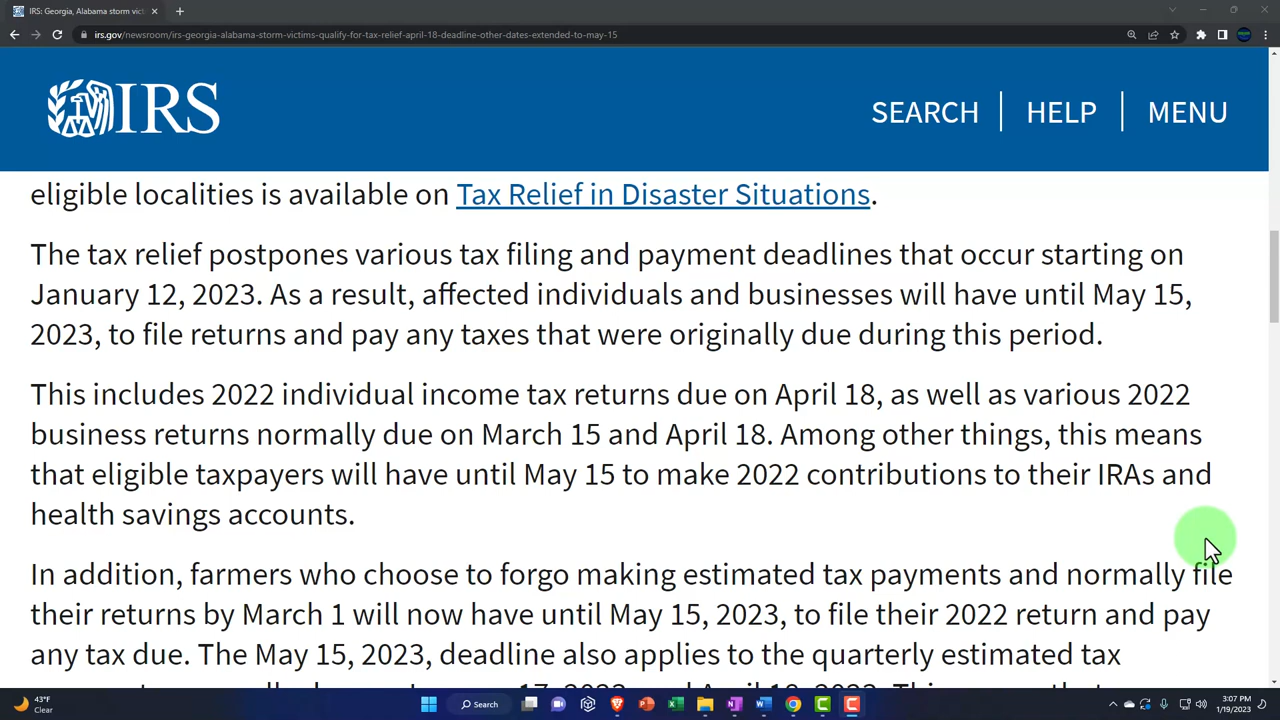 IRS: Georgia, Alabama storm vict
irs.gov/newsroom/irs-georgia-alabama-storm-victims-qualify-for-tax-relief-april-18-deadline-other-dates-extended-to-may-15
IRS
SEARCH
HELP
MENU
eligible localities is available on Tax Relief in Disaster Situations.
The tax relief postpones various tax filing and payment deadlines that occur starting on
January 12, 2023. As a result, affected individuals and businesses will have until May 15,
2023, to file returns and pay any taxes that were originally due during this period.
This includes 2022 individual income tax returns due on April 18, as well as various 2022
business returns normally due on March 15 and April 18. Among other things, this means
that eligible taxpayers will have until May 15 to make 2022 contributions to their IRAs and
health savings accounts.
In addition, farmers who choose to forgo making estimated tax payments and normally file
their returns by March 1 will now have until May 15, 2023, to file their 2022 return and pay
any tax due. The May 15, 2023, deadline also applies to the quarterly estimated tax
43°F
Clear
Search
3:07 PM
1/19/2023